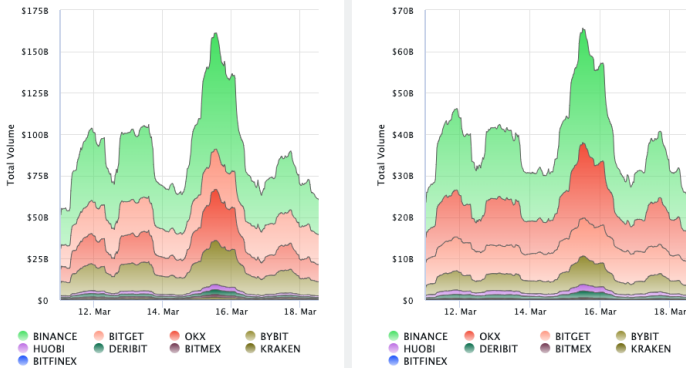 $175B
$150B
$125B
$100B
$75B
$50B
$25B
$0
Total Volume
12. Mar 14. Mar 16. Mar 18. Mar
BINANCE BITGET OKX BYBIT
HUOBI DERIBIT BITMEX KRAKEN
BITFINEX
$70B
$60B
$50B
$40B
$30B
$20B
$10B
$0
Total Volume
12. Mar 14. Mar 16. Mar 18. Mar
BINANCE OKX BITGET BYBIT
HUOBI DERIBIT BITMEX KRAKEN
BITFINEX